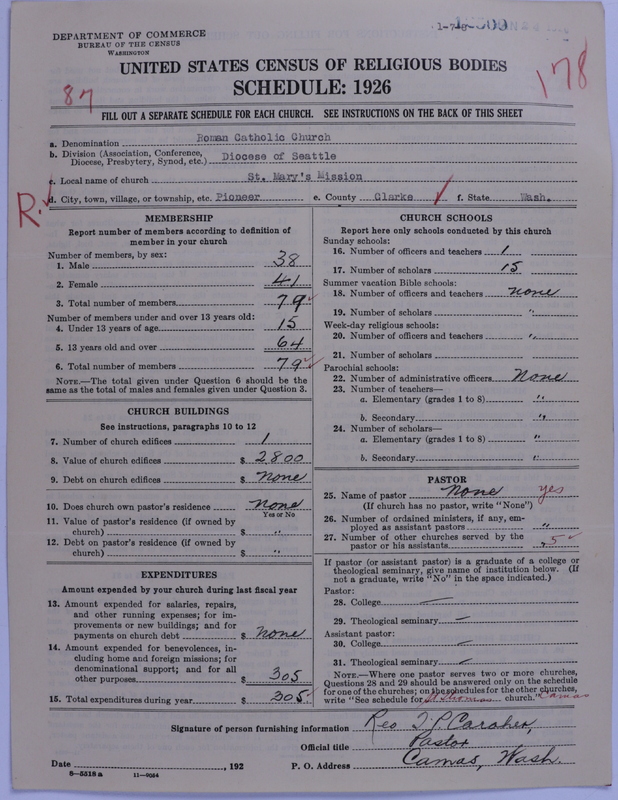 DEPARTMENT OF COMMERCE
BUREAU OF THE CENSUS
WASHINGTON
UNITED STATES CENSUS OF RELIGIOUS BODIES
SCHEDULE: 1926
87
178
FILL OUT A SEPARATE SCHEDULE FOR EACH CHURCH. SEE INSTRUCTIONS ON THE BACK OF THIS SHEET
a. Denomination Roman Catholic Church
b. Division (Association, Conference, Diocese, Presbytery, Synod, etc.) Diocese of Seattle
c. Local name of church St. Mary's Mission
R. d. City, town, village, or township, etc. Pioneer e. County Clarke f. State Wash.
MEMBERSHIP
Report number of members according to definition of
member in your church
Number of members, by sex:
1. Male 38
2. Female 41
3. Total number of members 79
Number of members under and over 13 years old:
4. Under 13 years of age 15
5. 13 years old and over 64
6. Total number of members 79
NOTE.—The total given under Question 6 should be the
same as the total of males and females given under Question 3.
CHURCH BUILDINGS
See instructions, paragraphs 10 to 12
7. Number of church edifices 1
8. Value of church edifices $ 2800
9. Debt on church edifices $ None
10. Does church own pastor's residence None
Yes or No
11. Value of pastor's residence (if owned by
church) $ "
12. Debt on pastor's residence (if owned by
church) $ "
EXPENDITURES
Amount expended by your church during last fiscal year
13. Amount expended for salaries, repairs,
and other running expenses; for im-
provements or new buildings; and for
payments on church debt $ None
14. Amount expended for benevolences, in-
cluding home and foreign missions; for
denominational support; and for all
other purposes $ 305
15. Total expenditures during year $ 305
CHURCH SCHOOLS
Report here only schools conducted by this church
Sunday schools:
16. Number of officers and teachers 1
17. Number of scholars 15
Summer vacation Bible schools:
18. Number of officers and teachers none
19. Number of scholars "
Week-day religious schools:
20. Number of officers and teachers "
21. Number of scholars
Parochial schools:
22. Number of administrative officers None
23. Number of teachers—
a. Elementary (grades 1 to 8) "
b. Secondary "
24. Number of scholars—
a. Elementary (grades 1 to 8) "
b. Secondary "
PASTOR
25. Name of pastor None yes
(If church has no pastor, write "None")
26. Number of ordained ministers, if any, em-
ployed as assistant pastors "
27. Number of other churches served by the
pastor or his assistants 5
If pastor (or assistant pastor) is a graduate of a college or
theological seminary, give name of institution below. (If
not a graduate, write "No" in the space indicated.)
Pastor:
28. College —
29. Theological seminary —
Assistant pastor:
30. College —
31. Theological seminary —
NOTE.—Where one pastor serves two or more churches,
Questions 28 and 29 should be answered only on the schedule
for one of the churches; on the schedules for the other churches,
write "See schedule for St Thomas church." Camas
Signature of person furnishing information Rev
Official title Pastor
Date , 192 P. O. Address Camas, Wash.
8—5518 a 11—9024